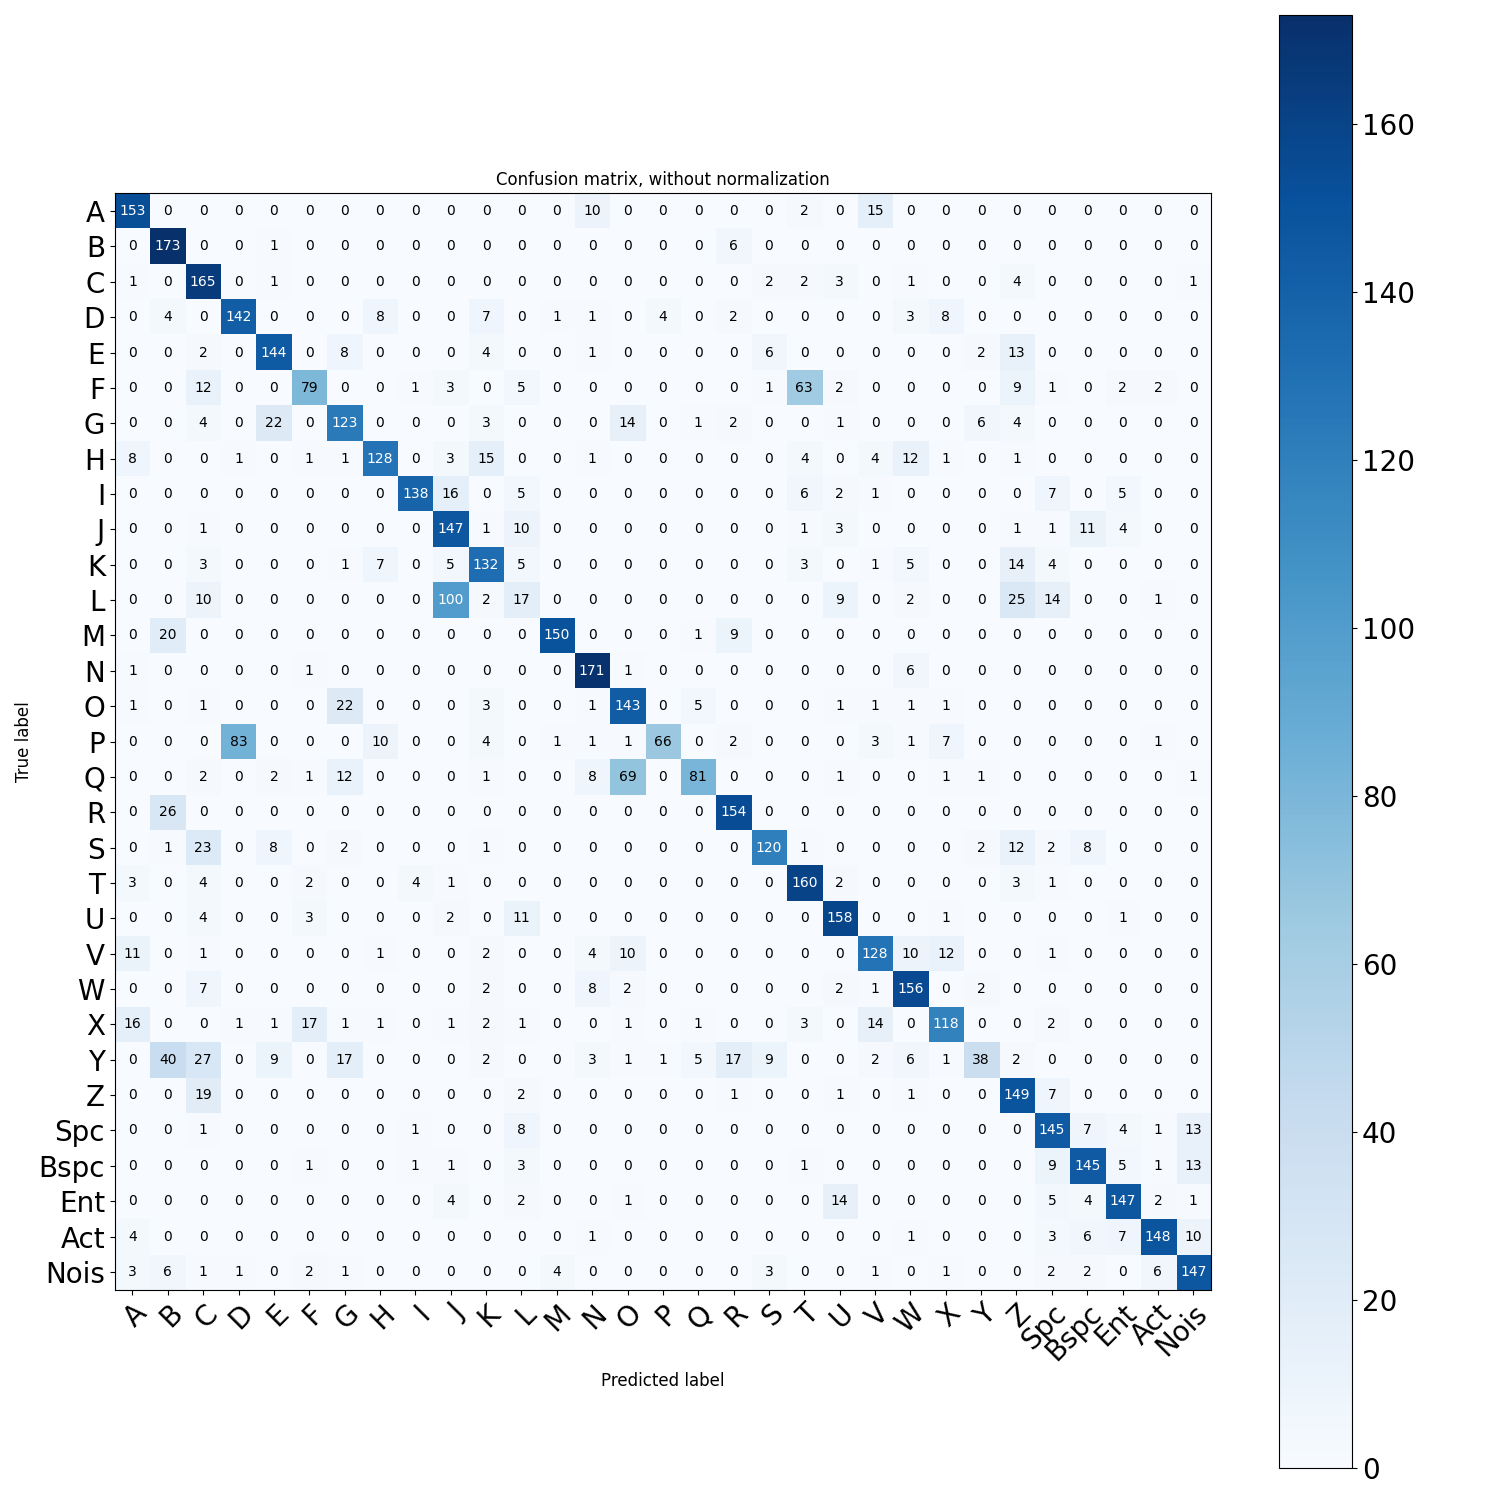 Confusion matrix, without normalization
A 153 0 0 0 0 0 0 0 0 0 0 0 0 10 0 0 0 0 0 2 0 15 0 0 0 0 0 0 0 0 0
B 0 173 0 0 1 0 0 0 0 0 0 0 0 0 0 0 0 6 0 0 0 0 0 0 0 0 0 0 0 0 0
C 1 0 165 0 1 0 0 0 0 0 0 0 0 0 0 0 0 0 2 2 3 0 1 0 0 4 0 0 0 0 1
D 0 4 0 142 0 0 0 8 0 0 7 0 1 1 0 4 0 2 0 0 0 0 3 8 0 0 0 0 0 0 0
E 0 0 2 0 144 0 8 0 0 0 4 0 0 1 0 0 0 0 6 0 0 0 0 0 2 13 0 0 0 0 0
F 0 0 12 0 0 79 0 0 1 3 0 5 0 0 0 0 0 0 1 63 2 0 0 0 0 9 1 0 2 2 0
G 0 0 4 0 22 0 123 0 0 0 3 0 0 0 14 0 1 2 0 0 1 0 0 0 6 4 0 0 0 0 0
H 8 0 0 1 0 1 1 128 0 3 15 0 0 1 0 0 0 0 0 4 0 4 12 1 0 1 0 0 0 0 0
I 0 0 0 0 0 0 0 0 138 16 0 5 0 0 0 0 0 0 0 6 2 1 0 0 0 0 7 0 5 0 0
J 0 0 1 0 0 0 0 0 0 147 1 10 0 0 0 0 0 0 0 1 3 0 0 0 0 1 1 11 4 0 0
K 0 0 3 0 0 0 1 7 0 5 132 5 0 0 0 0 0 0 0 3 0 1 5 0 0 14 4 0 0 0 0
L 0 0 10 0 0 0 0 0 0 100 2 17 0 0 0 0 0 0 0 0 9 0 2 0 0 25 14 0 0 1 0
M 0 20 0 0 0 0 0 0 0 0 0 0 150 0 0 0 1 9 0 0 0 0 0 0 0 0 0 0 0 0 0
N 1 0 0 0 0 1 0 0 0 0 0 0 0 171 1 0 0 0 0 0 0 0 6 0 0 0 0 0 0 0 0
O 1 0 1 0 0 0 22 0 0 0 3 0 0 1 143 0 5 0 0 0 1 1 1 1 0 0 0 0 0 0 0
P 0 0 0 83 0 0 0 10 0 0 4 0 1 1 1 66 0 2 0 0 0 3 1 7 0 0 0 0 0 1 0
Q 0 0 2 0 2 1 12 0 0 0 1 0 0 8 69 0 81 0 0 0 1 0 0 1 1 0 0 0 0 0 1
R 0 26 0 0 0 0 0 0 0 0 0 0 0 0 0 0 0 154 0 0 0 0 0 0 0 0 0 0 0 0 0
S 0 1 23 0 8 0 2 0 0 0 1 0 0 0 0 0 0 0 120 1 0 0 0 0 2 12 2 8 0 0 0
T 3 0 4 0 0 2 0 0 4 1 0 0 0 0 0 0 0 0 0 160 2 0 0 0 0 3 1 0 0 0 0
U 0 0 4 0 0 3 0 0 0 2 0 11 0 0 0 0 0 0 0 0 158 0 0 1 0 0 0 0 1 0 0
V 11 0 1 0 0 0 0 1 0 0 2 0 0 4 10 0 0 0 0 0 0 128 10 12 0 0 1 0 0 0 0
W 0 0 7 0 0 0 0 0 0 0 2 0 0 8 2 0 0 0 0 0 2 1 156 0 2 0 0 0 0 0 0
X 16 0 0 1 1 17 1 1 0 1 2 1 0 0 1 0 1 0 0 3 0 14 0 118 0 0 2 0 0 0 0
Y 0 40 27 0 9 0 17 0 0 0 2 0 0 3 1 1 5 17 9 0 0 2 6 1 38 2 0 0 0 0 0
Z 0 0 19 0 0 0 0 0 0 0 0 2 0 0 0 0 0 1 0 0 1 0 1 0 0 149 7 0 0 0 0
Spc 0 0 1 0 0 0 0 0 1 0 0 8 0 0 0 0 0 0 0 0 0 0 0 0 0 0 145 7 4 1 13
Bspc 0 0 0 0 0 1 0 0 1 1 0 3 0 0 0 0 0 0 0 1 0 0 0 0 0 0 9 145 5 1 13
Ent 0 0 0 0 0 0 0 0 0 4 0 2 0 0 1 0 0 0 0 0 14 0 0 0 0 0 5 4 147 2 1
Act 4 0 0 0 0 0 0 0 0 0 0 0 0 1 0 0 0 0 0 0 0 0 1 0 0 0 3 6 7 148 10
Nois 3 6 1 1 0 2 1 0 0 0 0 0 4 0 0 0 0 0 3 0 0 1 0 1 0 0 2 2 0 6 147
A B C D E F G H I J K L M N O P Q R S T U V W X Y Z Spc Bspc Ent Act Nois
True label
Predicted label
160
140
120
100
80
60
40
20
0